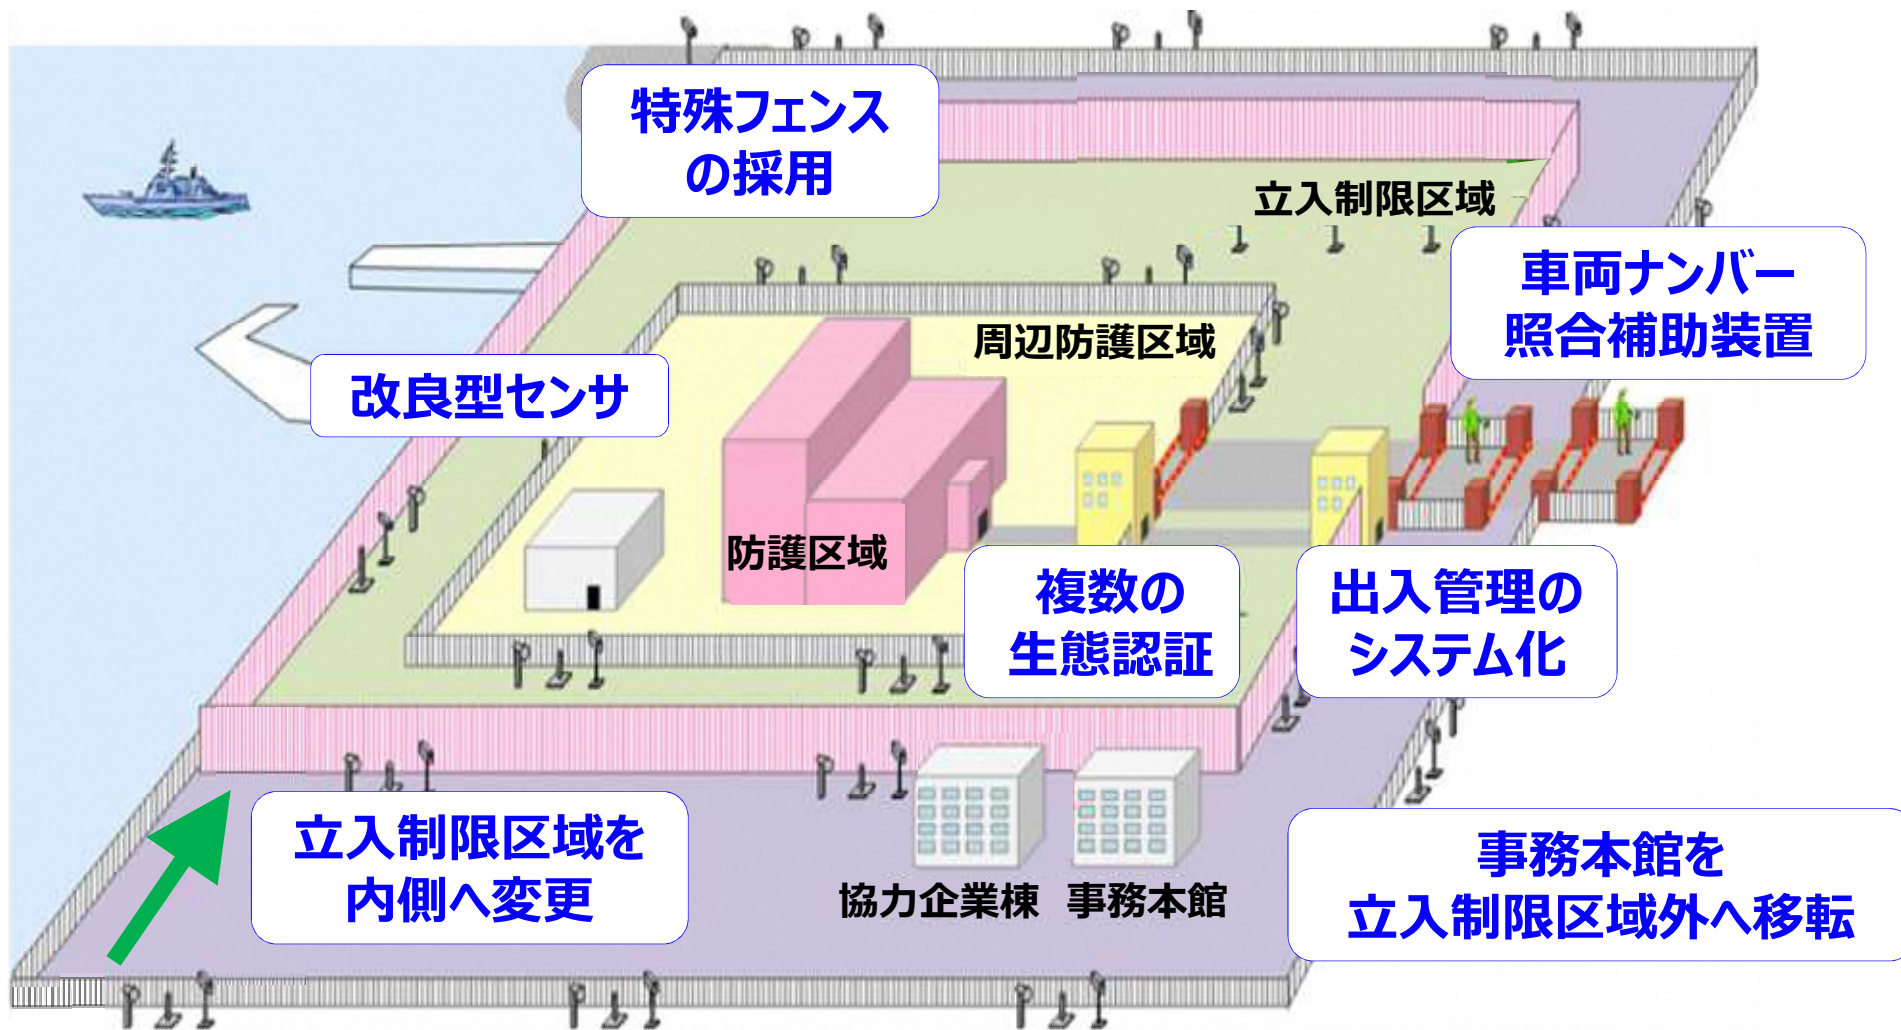 特殊フェンス
の採用
立入制限区域
車両ナンバー
照合補助装置
周辺防護区域
改良型センサ
防護区域
複数の
生態認証
出入管理の
システム化
立入制限区域を
内側へ変更
協力企業棟
事務本館
事務本館を
立入制限区域外へ移転